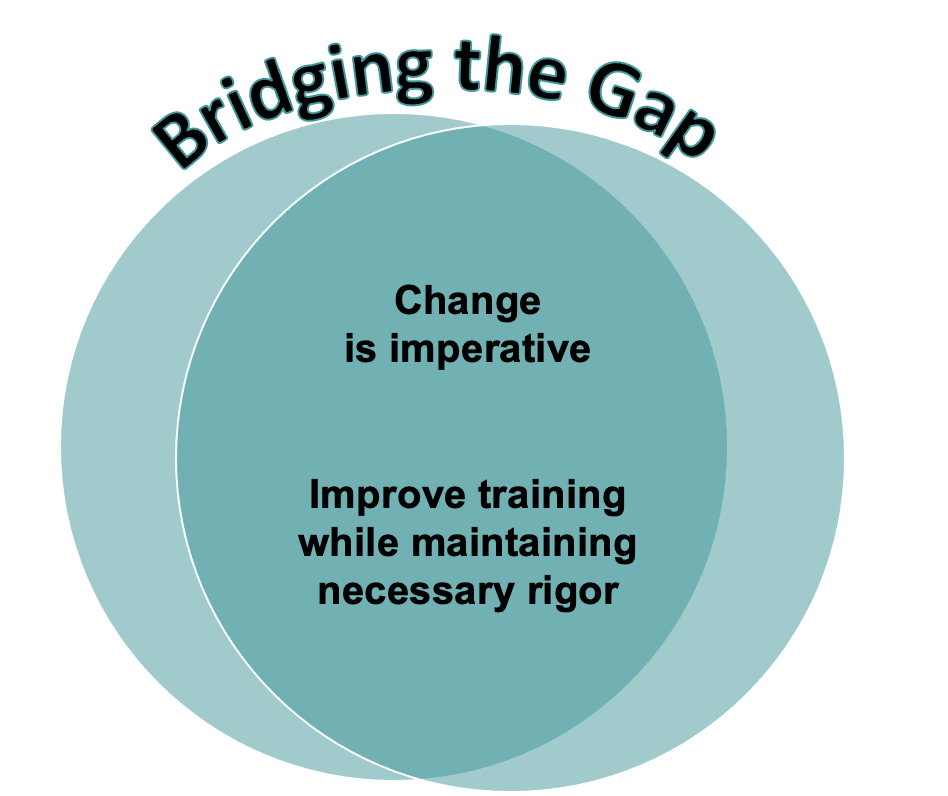 Bridging the Gap
Change
is imperative
Improve training
while maintaining
necessary rigor